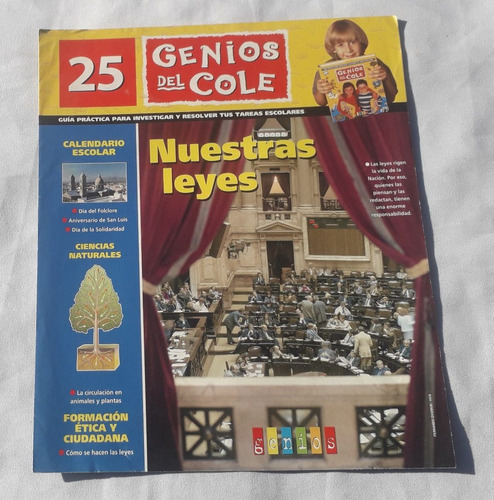 25
GENIOS
DEL COLE
GENIOS
DEL COLE
GUÍA PRÁCTICA PARA INVESTIGAR Y RESOLVER TUS TAREAS ESCOLARES
CALENDARIO
ESCOLAR
Día del Folclore
Aniversario de San Luis
Día de la Solidaridad
CIENCIAS
NATURALES
La circulación en
animales y plantas
FORMACIÓN
ÉTICA Y
CIUDADANA
Cómo se hacen las leyes
Nuestras
leyes
Las leyes rigen
la vida de la
Nación. Por eso,
quienes las
piensan y las
redactan, tienen
una enorme
responsabilidad.
genios